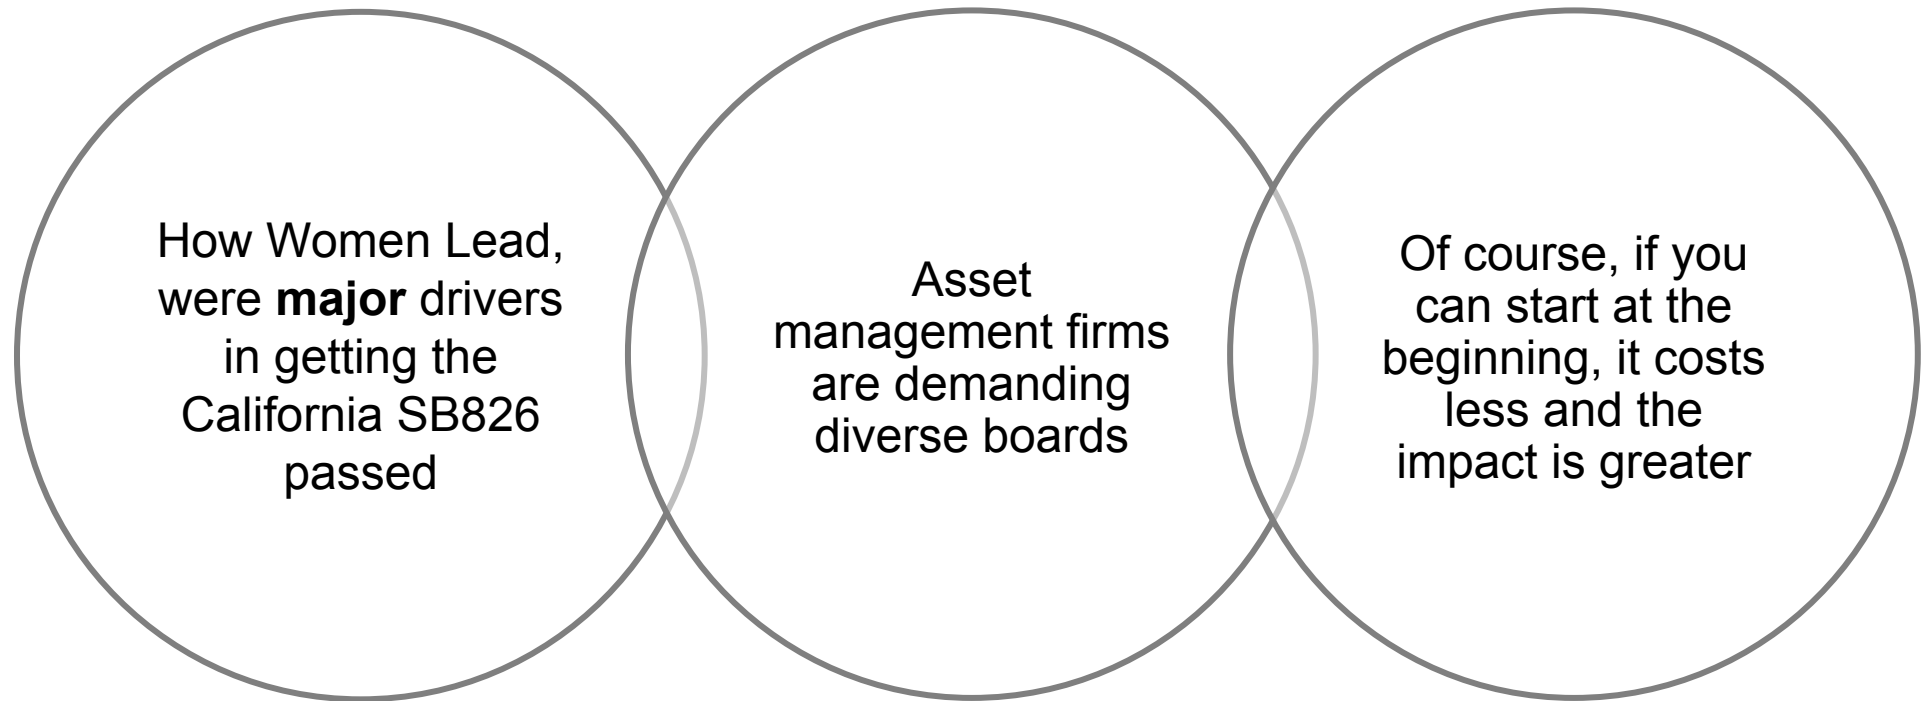 How Women Lead,
were major drivers
in getting the
California SB826
passed
Asset
management firms
are demanding
diverse boards
Of course, if you
can start at the
beginning, it costs
less and the
impact is greater